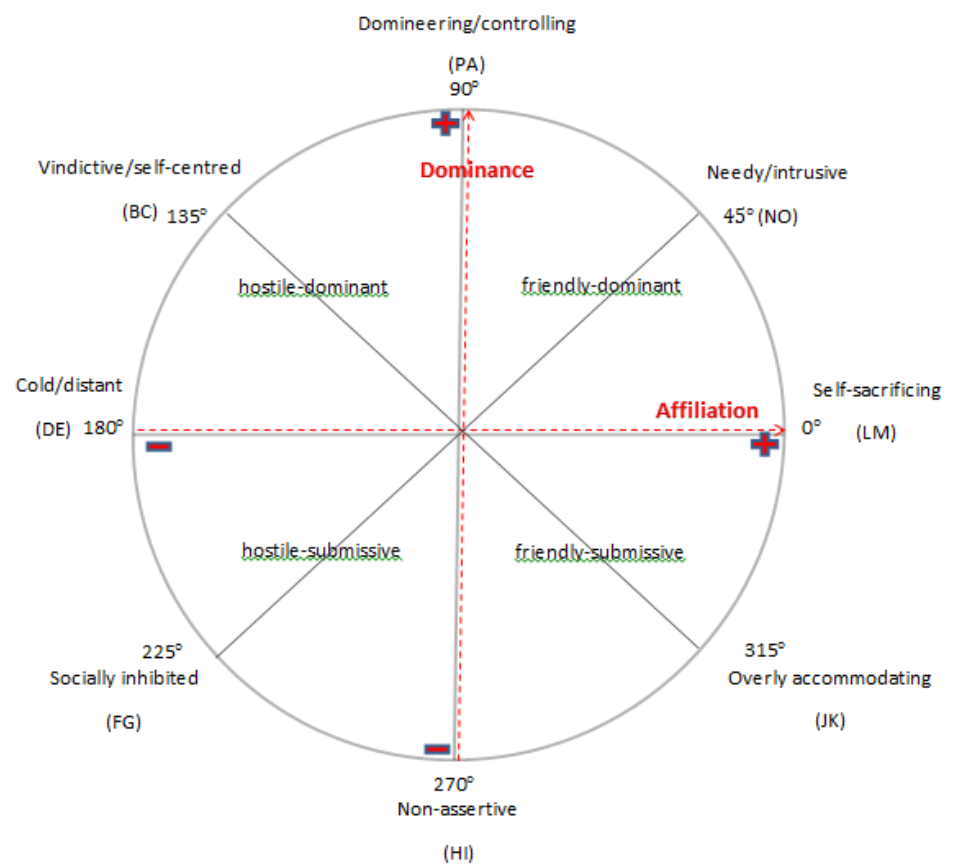 Domineering/controlling
(PA)
90°
+
Dominance
Vindictive/self-centred
(BC) 135°
Needy/intrusive
45° (NO)
hostile-dominant
friendly-dominant
Cold/distant
(DE) 180°
Affiliation
Self-sacrificing
0°
(LM)
−
+
hostile-submissive
friendly-submissive
225°
Socially inhibited
(FG)
315°
Overly accommodating
(JK)
−
270°
Non-assertive
(HI)